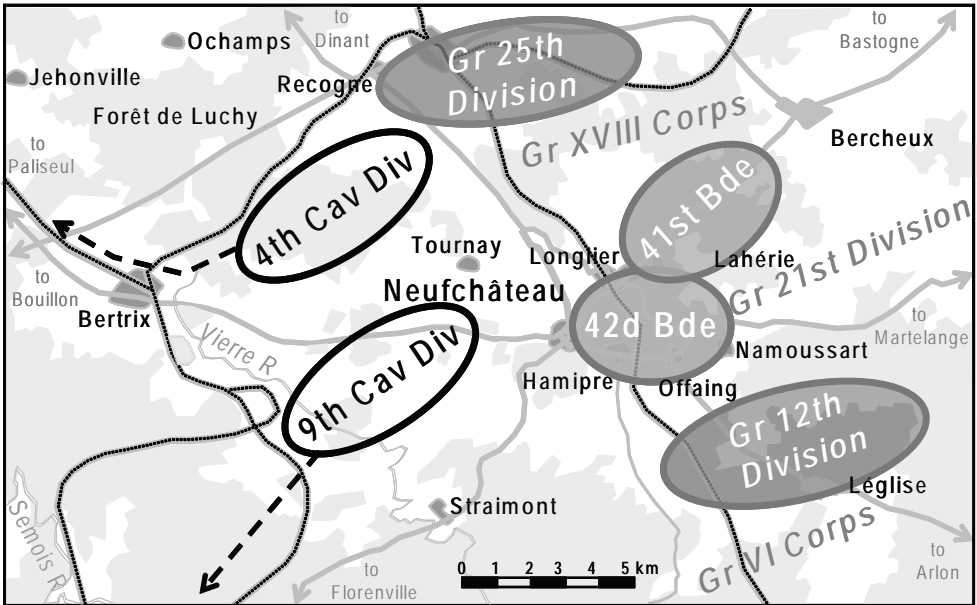 to
Dinant
to
Bastogne
Ochamps
Jehonville
Recogne
Gr 25th
Division
Forêt de Luchy
Gr XVIII Corps
Bercheux
to
Paliseul
4th Cav Div
41st Bde
Tournay
Longlier
Lahérie
Gr 21st Division
to
Bouillon
Neufchâteau
Bertrix
42d Bde
to
Martelange
Vierre R
9th Cav Div
Namoussart
Hamipre
Offaing
Gr 12th
Division
Léglise
Straimont
Semois R
Gr VI Corps
to
Florenville
0 1 2 3 4 5 km
to
Arlon